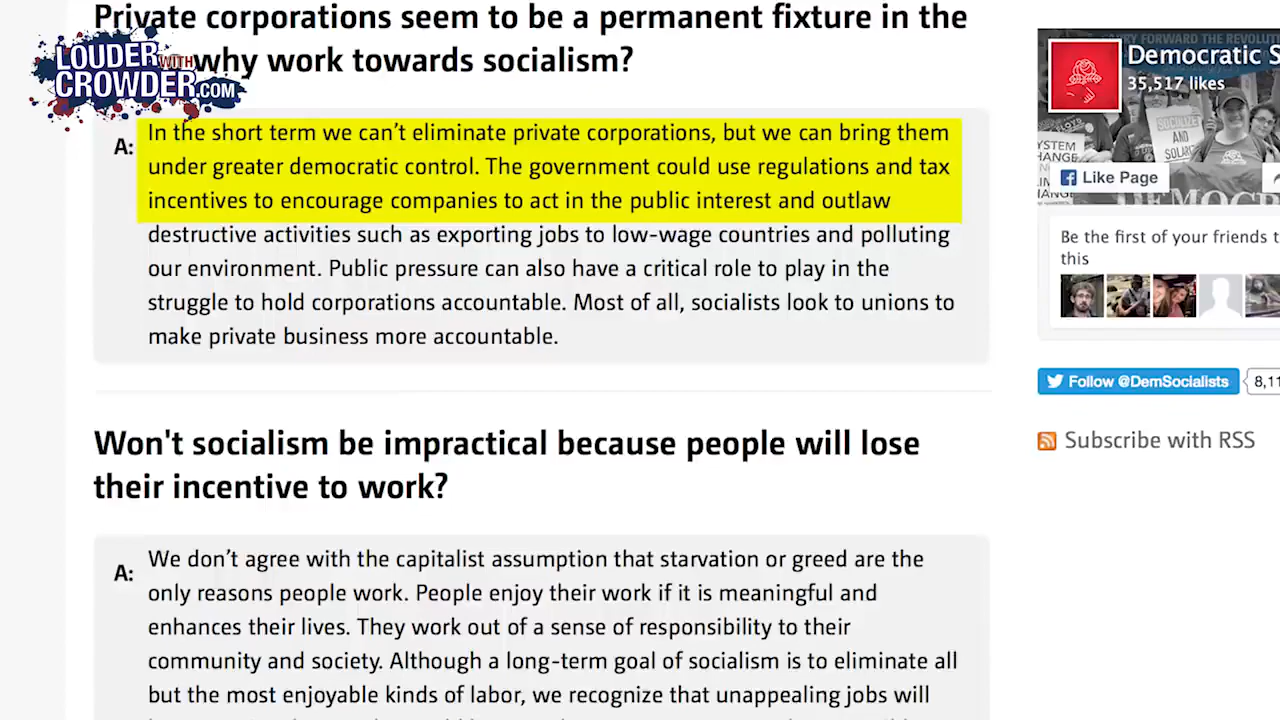 Private corporations seem to be a permanent fixture in the
LOUDER
WITH
CROWDER.COM
why work towards socialism?
A:
In the short term we can't eliminate private corporations, but we can bring them
under greater democratic control. The government could use regulations and tax
incentives to encourage companies to act in the public interest and outlaw
destructive activities such as exporting jobs to low-wage countries and polluting
our environment. Public pressure can also have a critical role to play in the
struggle to hold corporations accountable. Most of all, socialists look to unions to
make private business more accountable.
Won't socialism be impractical because people will lose
their incentive to work?
A:
We don't agree with the capitalist assumption that starvation or greed are the
only reasons people work. People enjoy their work if it is meaningful and
enhances their lives. They work out of a sense of responsibility to their
community and society. Although a long-term goal of socialism is to eliminate all
but the most enjoyable kinds of labor, we recognize that unappealing jobs will
FORWARD THE REVOLUT
Democratic S
35,517 likes
SOCIALIZE
AND
SOLAR
YSTEM
HANGE
Like Page
Be the first of your friends t
this
Follow @DemSocialists
8,11
Subscribe with RSS